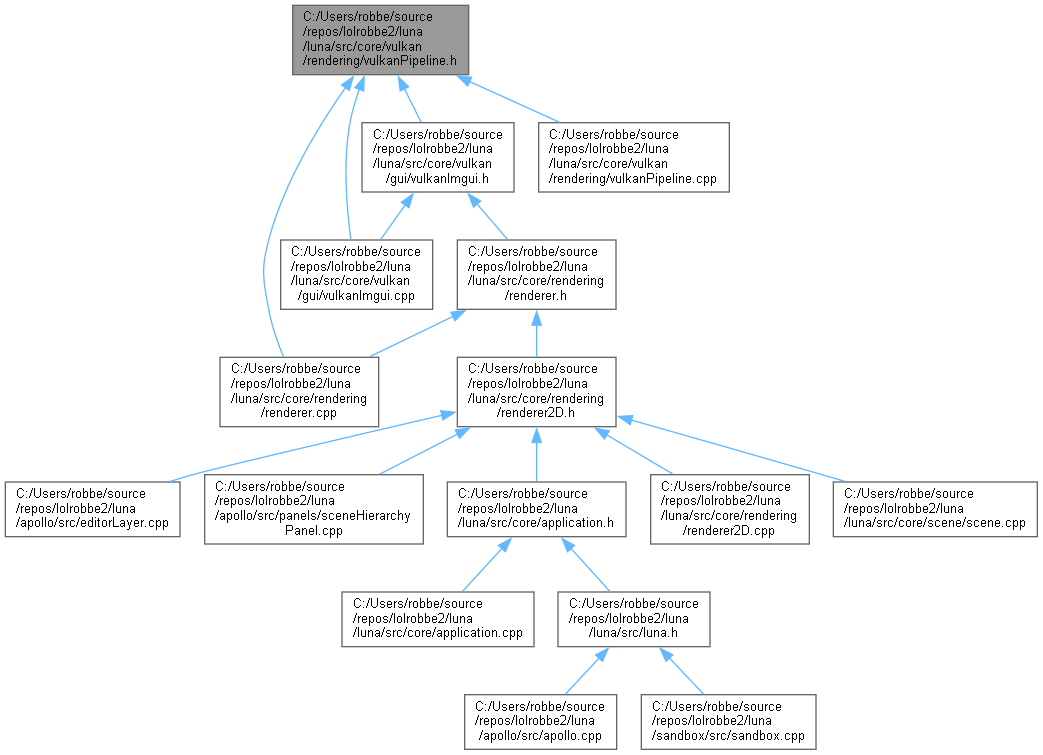 C:/Users/robbe/source
/repos/lolrobbe2/luna
/luna/src/core/vulkan
/rendering/vulkanPipeline.h
C:/Users/robbe/source
/repos/lolrobbe2/luna
/luna/src/core/vulkan
/gui/vulkanImgui.h
C:/Users/robbe/source
/repos/lolrobbe2/luna
/luna/src/core/vulkan
/rendering/vulkanPipeline.cpp
C:/Users/robbe/source
/repos/lolrobbe2/luna
/luna/src/core/vulkan
/gui/vulkanImgui.cpp
C:/Users/robbe/source
/repos/lolrobbe2/luna
/luna/src/core/rendering
/renderer.h
C:/Users/robbe/source
/repos/lolrobbe2/luna
/luna/src/core/rendering
/renderer.cpp
C:/Users/robbe/source
/repos/lolrobbe2/luna
/luna/src/core/rendering
/renderer2D.h
C:/Users/robbe/source
/repos/lolrobbe2/luna
/apollo/src/editorLayer.cpp
C:/Users/robbe/source
/repos/lolrobbe2/luna
/apollo/src/panels/sceneHierarchy
Panel.cpp
C:/Users/robbe/source
/repos/lolrobbe2/luna
/luna/src/core/application.h
C:/Users/robbe/source
/repos/lolrobbe2/luna
/luna/src/core/rendering
/renderer2D.cpp
C:/Users/robbe/source
/repos/lolrobbe2/luna
/luna/src/core/scene/scene.cpp
C:/Users/robbe/source
/repos/lolrobbe2/luna
/luna/src/core/application.cpp
C:/Users/robbe/source
/repos/lolrobbe2/luna
/luna/src/luna.h
C:/Users/robbe/source
/repos/lolrobbe2/luna
/apollo/src/apollo.cpp
C:/Users/robbe/source
/repos/lolrobbe2/luna
/sandbox/src/sandbox.cpp